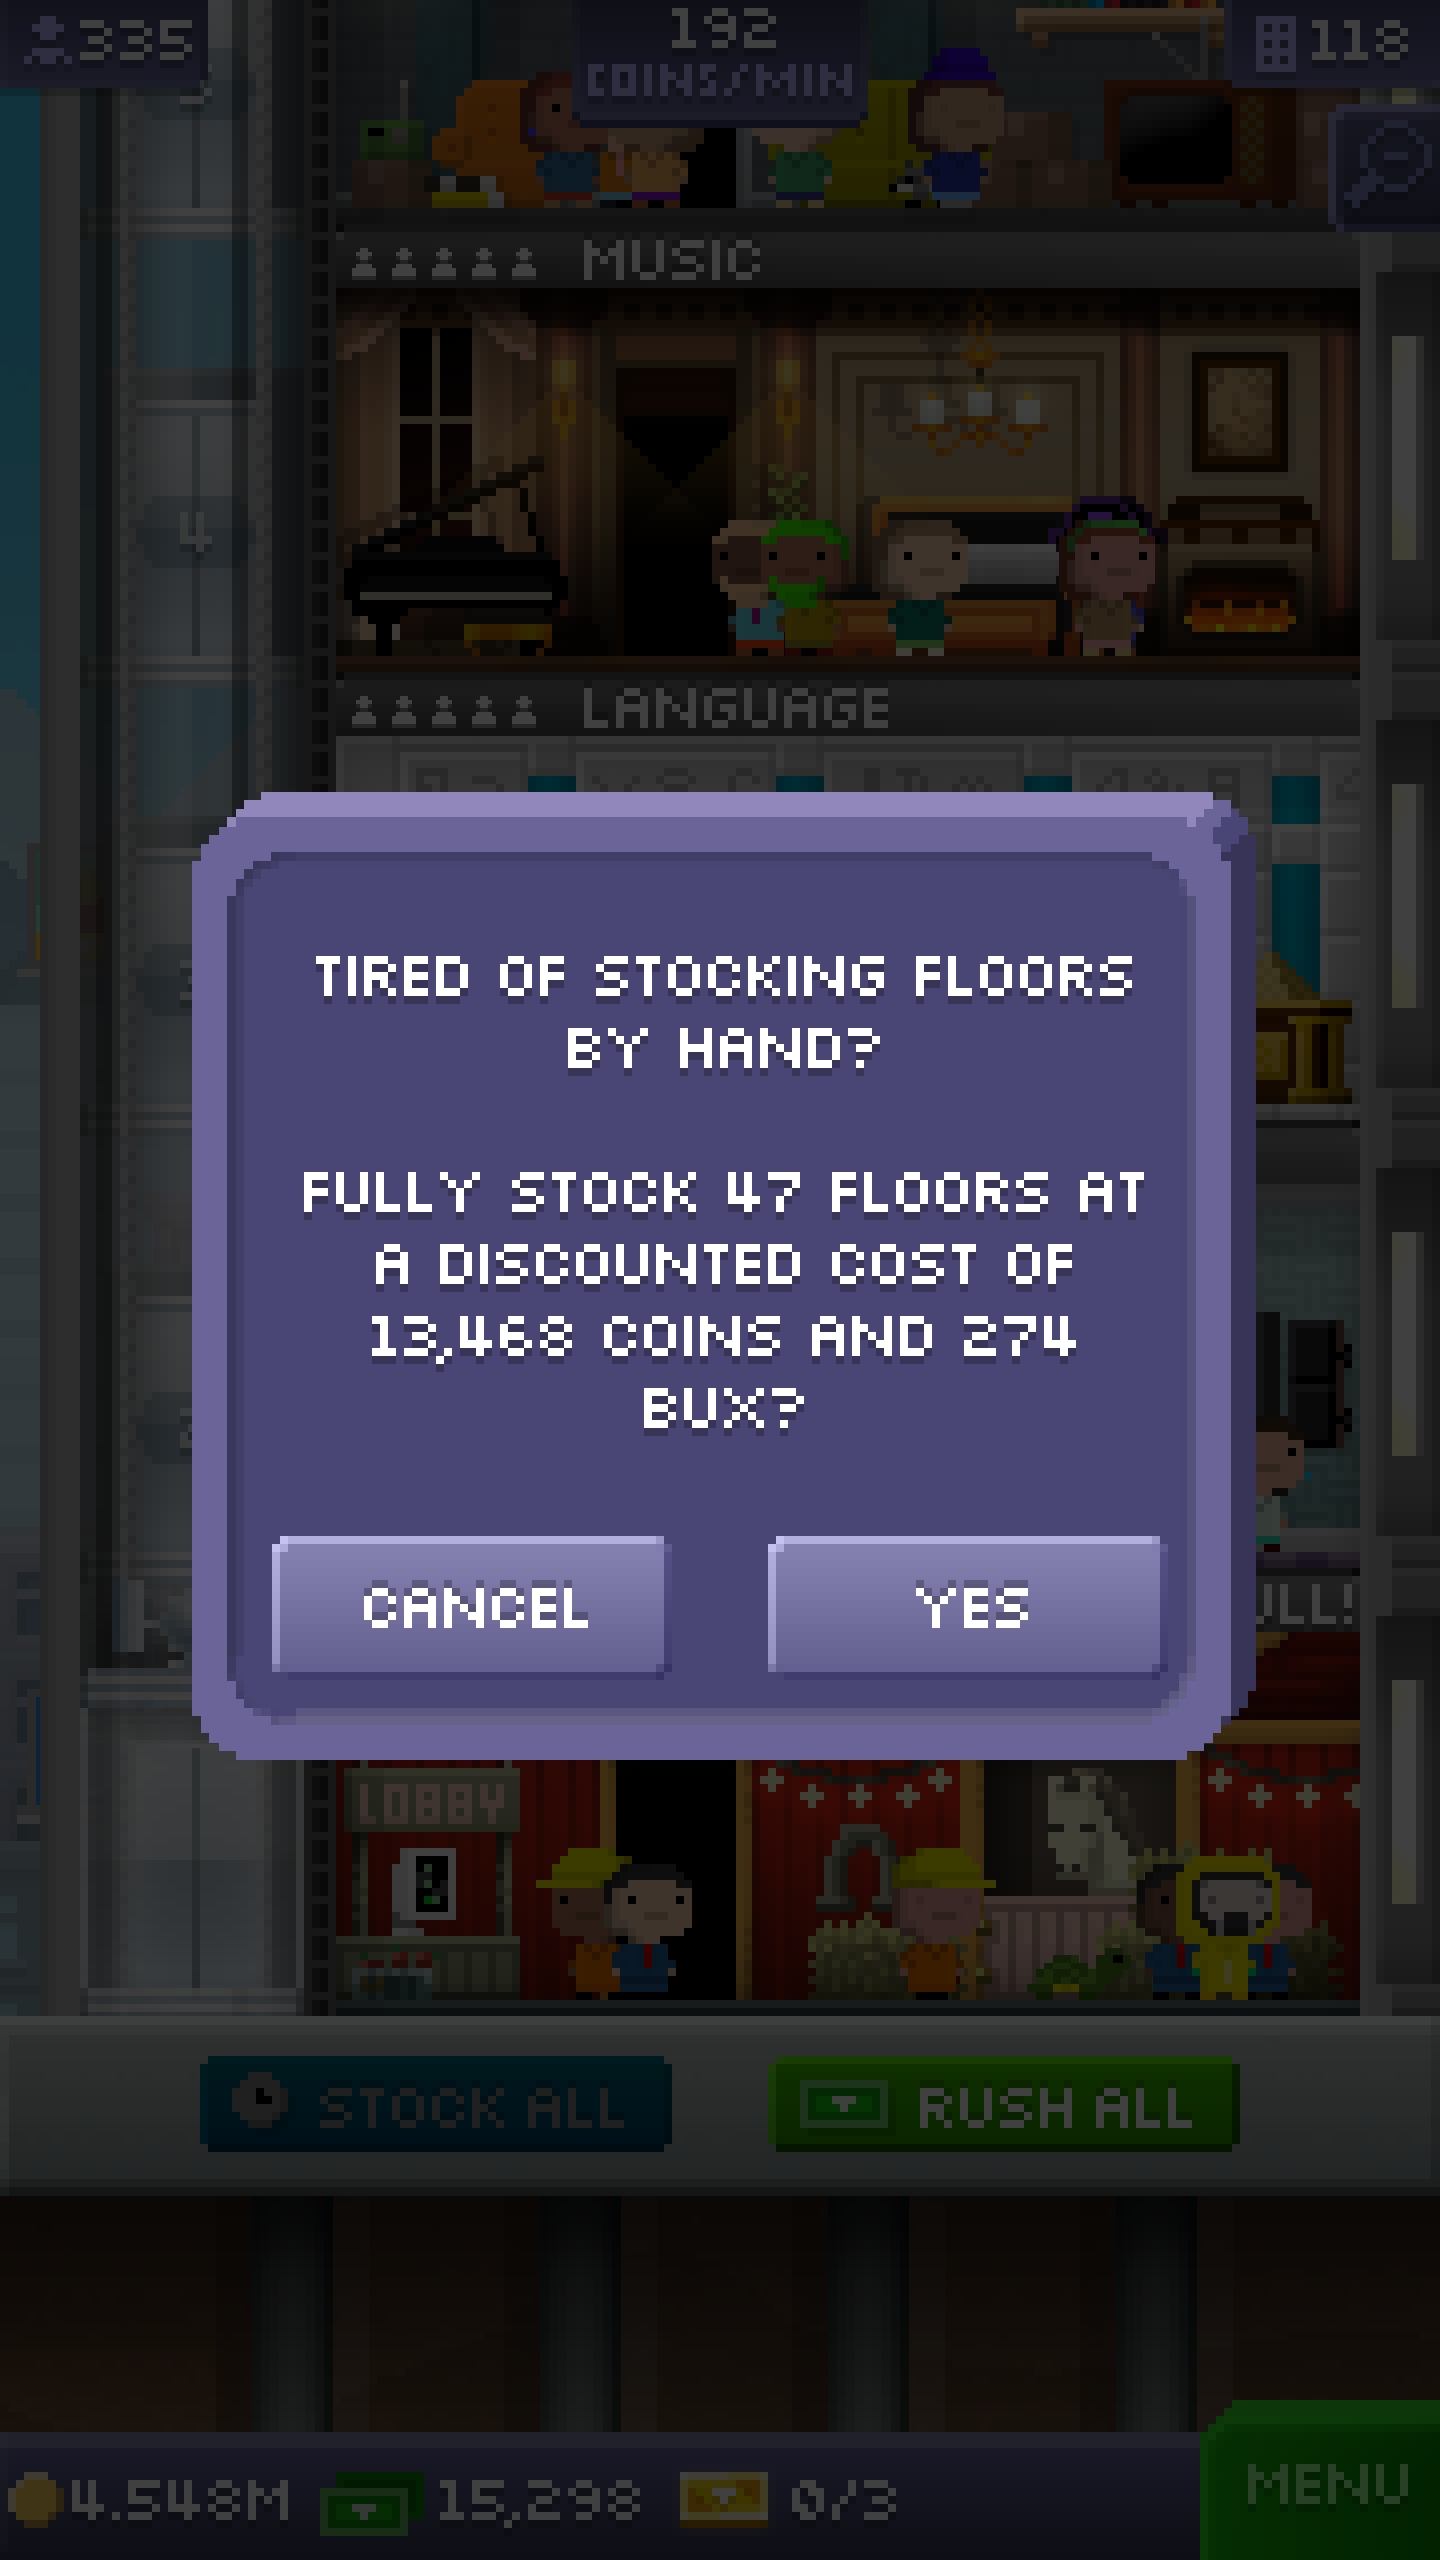 335
192
COINS/MIN
118
MUSIC
4
LANGUAGE
TIRED OF STOCKING FLOORS
BY HAND?
FULLY STOCK 47 FLOORS AT
A DISCOUNTED COST OF
13,468 COINS AND 274
BUX?
CANCEL
YES
LOBBY
STOCK ALL
RUSH ALL
4.548M
15,298
0/3
MENU